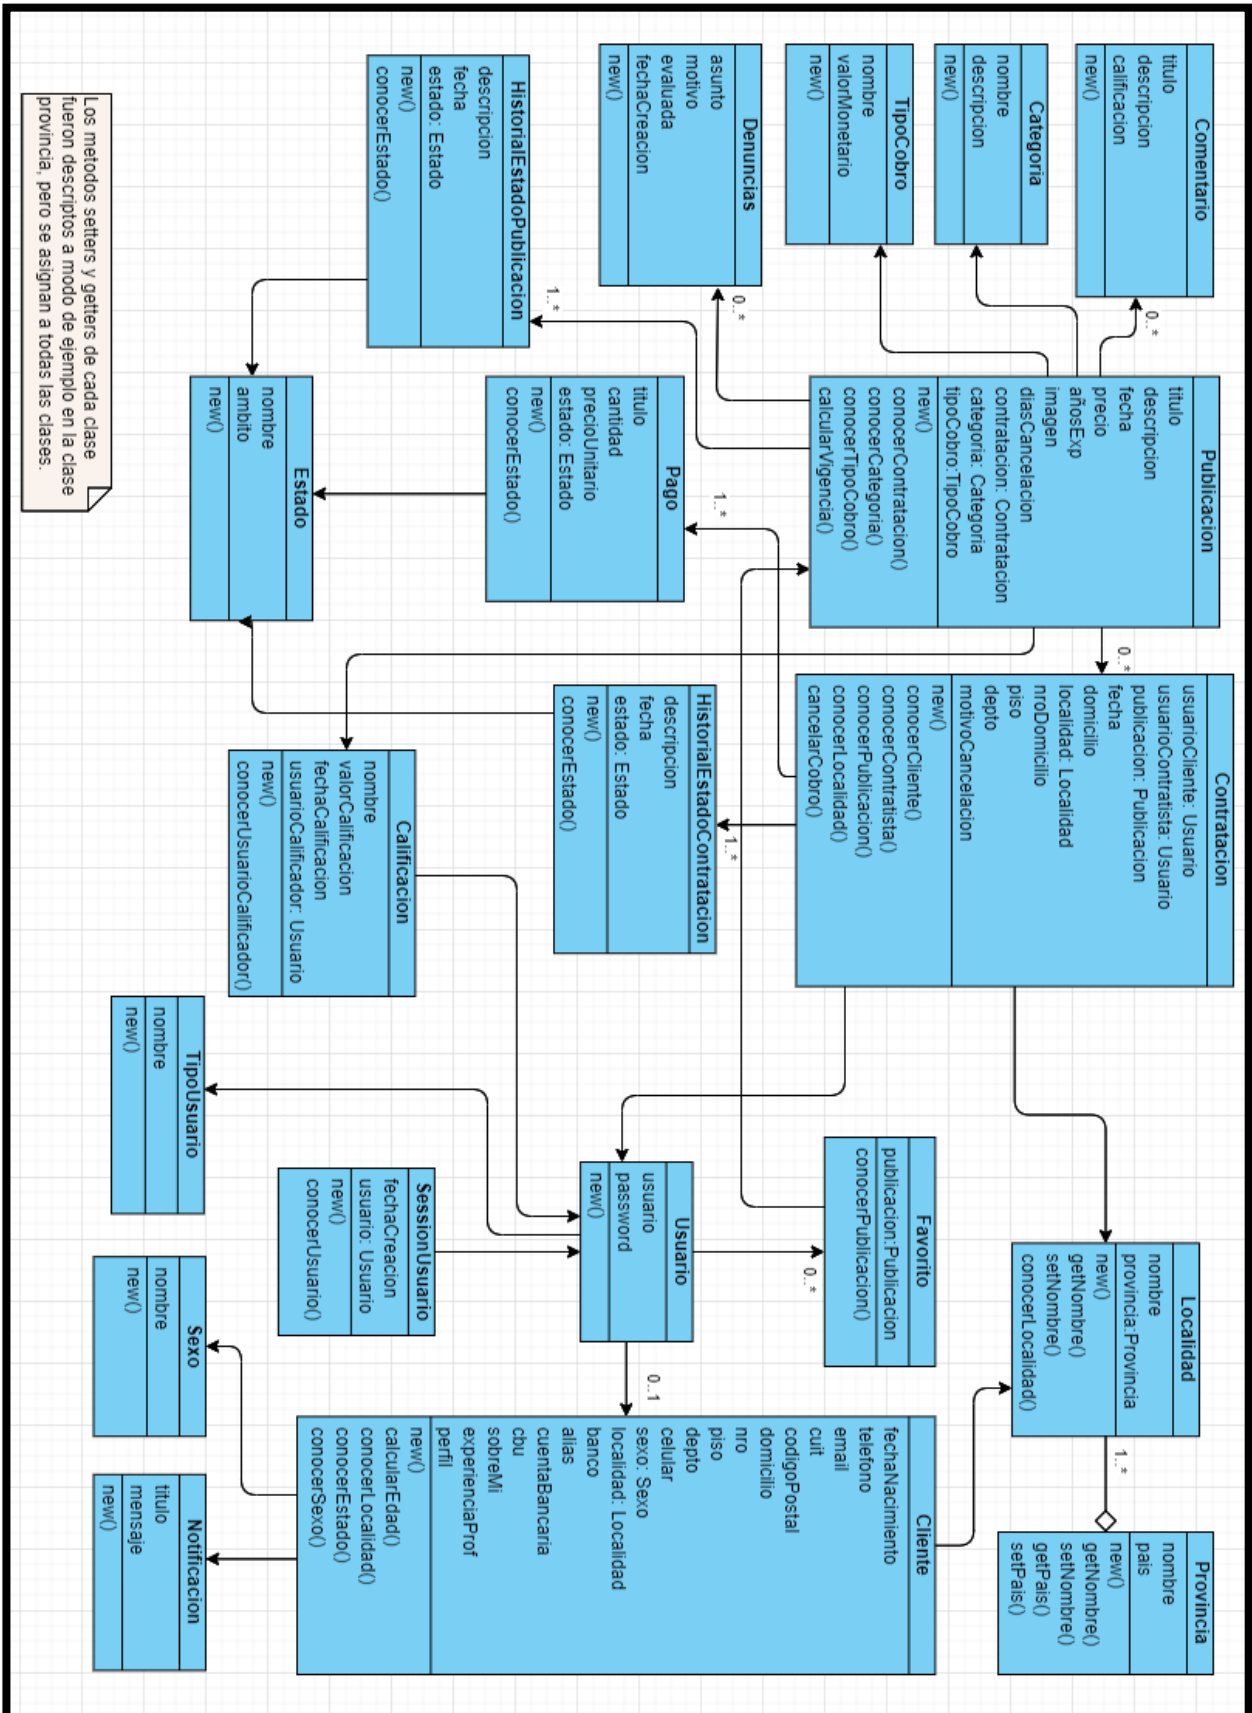 Comentario
titulo
descripcion
calificacion
new()
Categoria
nombre
descripcion
new()
TipoCobro
nombre
valorMonetario
new()
Denuncias
asunto
motivo
evaluada
fechaCreacion
new()
HistorialEstadoPublicacion
descripcion
fecha
estado: Estado
new()
conocerEstado()
Los metodos setters y getters de cada clase
fueron descriptos a modo de ejemplo en la clase
provincia, pero se asignan a todas las clases.
0..*
0..*
1..*
Publicacion
titulo
descripcion
fecha
precio
añosExp
imagen
diasCancelacion
contratacion: Contratacion
categoria: Categoria
tipoCobro:TipoCobro
new()
conocerContratacion()
conocerCategoria()
conocerTipoCobro()
calcularVigencia()
Pago
titulo
cantidad
precioUnitario
estado: Estado
new()
conocerEstado()
Estado
nombre
ambito
new()
1..*
0..*
Contratacion
usuarioCliente: Usuario
usuarioContratista: Usuario
publicacion: Publicacion
fecha
domicilio
localidad: Localidad
nroDomicilio
piso
depto
motivoCancelacion
new()
conocerCliente()
conocerContratista()
conocerPublicacion()
conocerLocalidad()
cancelarCobro()
HistorialEstadoContratacion
descripcion
fecha
estado: Estado
new()
conocerEstado()
1..*
Calificacion
nombre
valorCalificacion
fechaCalificacion
usuarioCalificador: Usuario
new()
conocerUsuarioCalificador()
TipoUsuario
nombre
new()
Favorito
publicacion:Publicacion
conocerPublicacion()
0..*
Usuario
usuario
password
new()
SessionUsuario
fechaCreacion
usuario: Usuario
new()
conocerUsuario()
Localidad
nombre
provincia:Provincia
new()
getNombre()
setNombre()
conocerLocalidad()
Sexo
nombre
new()
0..1
1..*
Cliente
fechaNacimiento
telefono
email
cuit
codigoPostal
domicilio
nro
piso
depto
celular
sexo: Sexo
localidad: Localidad
banco
alias
cuentaBancaria
cbu
sobreMi
experienciaProf
perfil
new()
calcularEdad()
conocerLocalidad()
conocerEstado()
conocerSexo()
Notificacion
titulo
mensaje
new()
Provincia
nombre
pais
new()
getNombre()
setNombre()
getPais()
setPais()